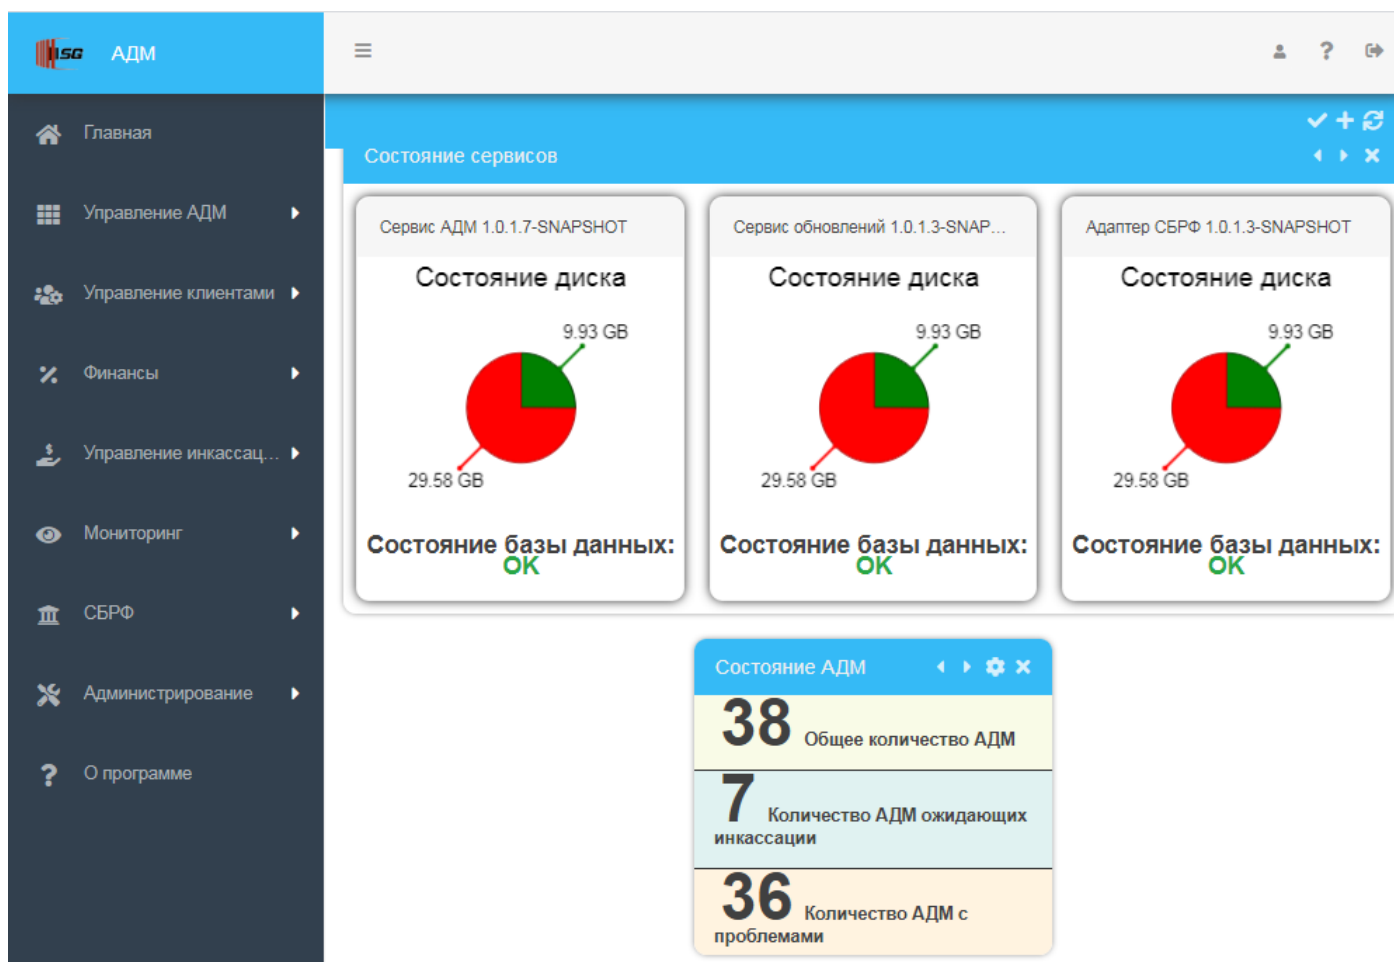 SG АДМ
?
Главная
Управление АДМ
Управление клиентами
Финансы
Управление инкассац...
Мониторинг
СБРФ
Администрирование
? О программе
Состояние сервисов
Сервис АДМ 1.0.1.7-SNAPSHOT
Состояние диска
9.93 GB
29.58 GB
Состояние базы данных:
OK
Сервис обновлений 1.0.1.3-SNAP...
Состояние диска
9.93 GB
29.58 GB
Состояние базы данных:
OK
Адаптер СБРФ 1.0.1.3-SNAPSHOT
Состояние диска
9.93 GB
29.58 GB
Состояние базы данных:
OK
Состояние АДМ
38 Общее количество АДМ
7 Количество АДМ ожидающих
инкассации
36 Количество АДМ с
проблемами